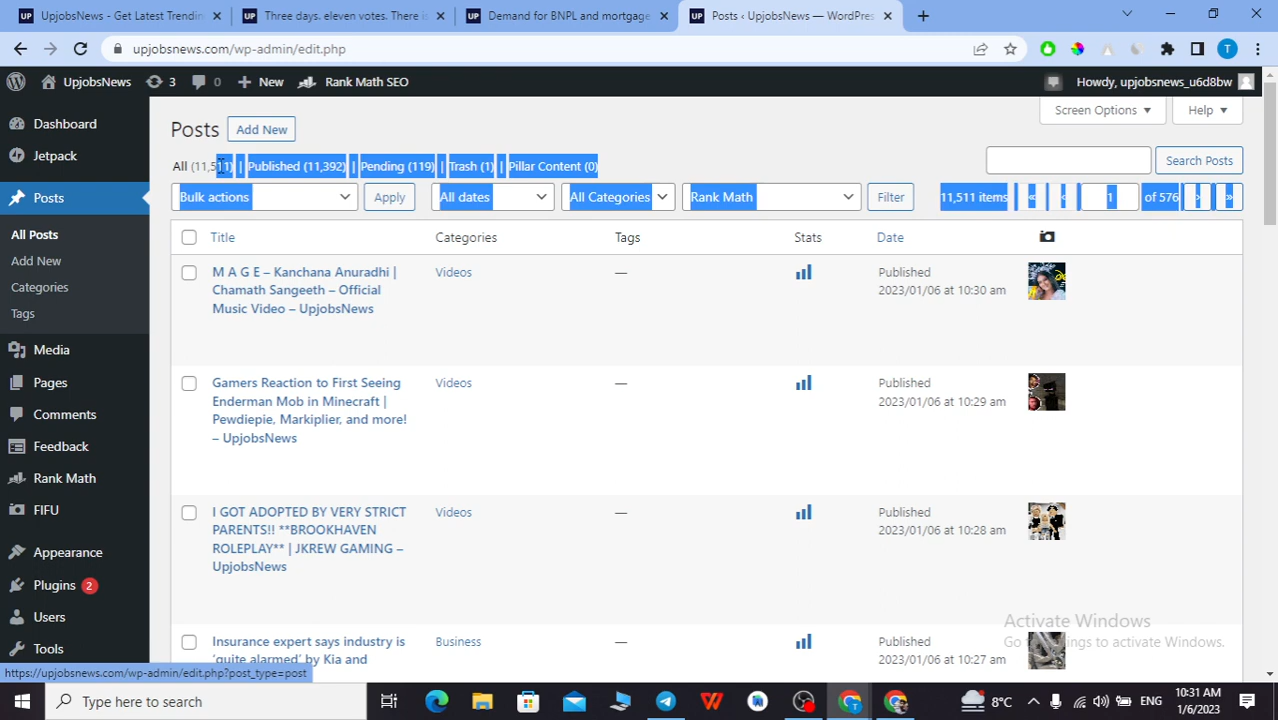 UpjobsNews - Get Latest Trendin
Three days. eleven votes. There is
Demand for BNPL and mortgage
Posts ‹ UpjobsNews — WordPres
upjobsnews.com/wp-admin/edit.php
T
UpjobsNews 3 0 New Rank Math SEO Howdy, upjobsnews_u6d8bw
Dashboard
Jetpack
Posts
All Posts
Add New
Categories
Tags
Media
Pages
Comments
Feedback
Rank Math
FIFU
Appearance
Plugins 2
Users
Tools
Screen Options Help
Posts Add New
All (11,511) | Published (11,392) | Pending (119) | Trash (1) | Pillar Content (0)
Search Posts
Bulk actions Apply All dates All Categories Rank Math Filter 11,511 items « ‹ 1 of 576 › »
Title Categories Tags Stats Date
M A G E – Kanchana Anuradhi |
Chamath Sangeeth – Official
Music Video – UpjobsNews
Videos
—
Published
2023/01/06 at 10:30 am
Gamers Reaction to First Seeing
Enderman Mob in Minecraft |
Pewdiepie, Markiplier, and more!
– UpjobsNews
Videos
—
Published
2023/01/06 at 10:29 am
I GOT ADOPTED BY VERY STRICT
PARENTS!! **BROOKHAVEN
ROLEPLAY** | JKREW GAMING –
UpjobsNews
Videos
—
Published
2023/01/06 at 10:28 am
Insurance expert says industry is
‘quite alarmed’ by Kia and
Business
—
Published
2023/01/06 at 10:27 am
Activate Windows
Go to Settings to activate Windows.
https://upjobsnews.com/wp-admin/edit.php?post_type=post
Type here to search
8°C
ENG
10:31 AM
1/6/2023